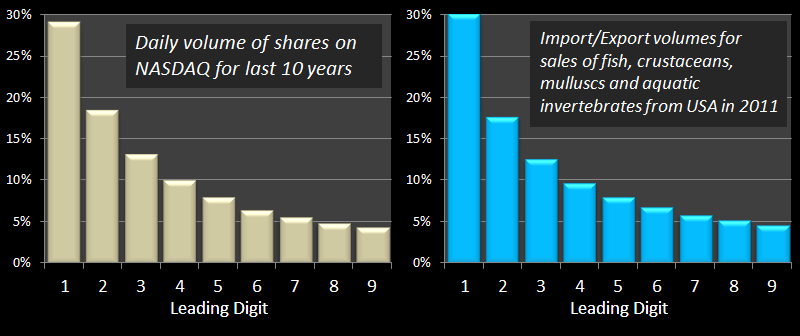 30%
25%
20%
15%
10%
5%
0%
Daily volume of shares on
NASDAQ for last 10 years
1 2 3 4 5 6 7 8 9
Leading Digit
30%
25%
20%
15%
10%
5%
0%
Import/Export volumes for
sales of fish, crustaceans,
mulluscs and aquatic
invertebrates from USA in 2011
1 2 3 4 5 6 7 8 9
Leading Digit